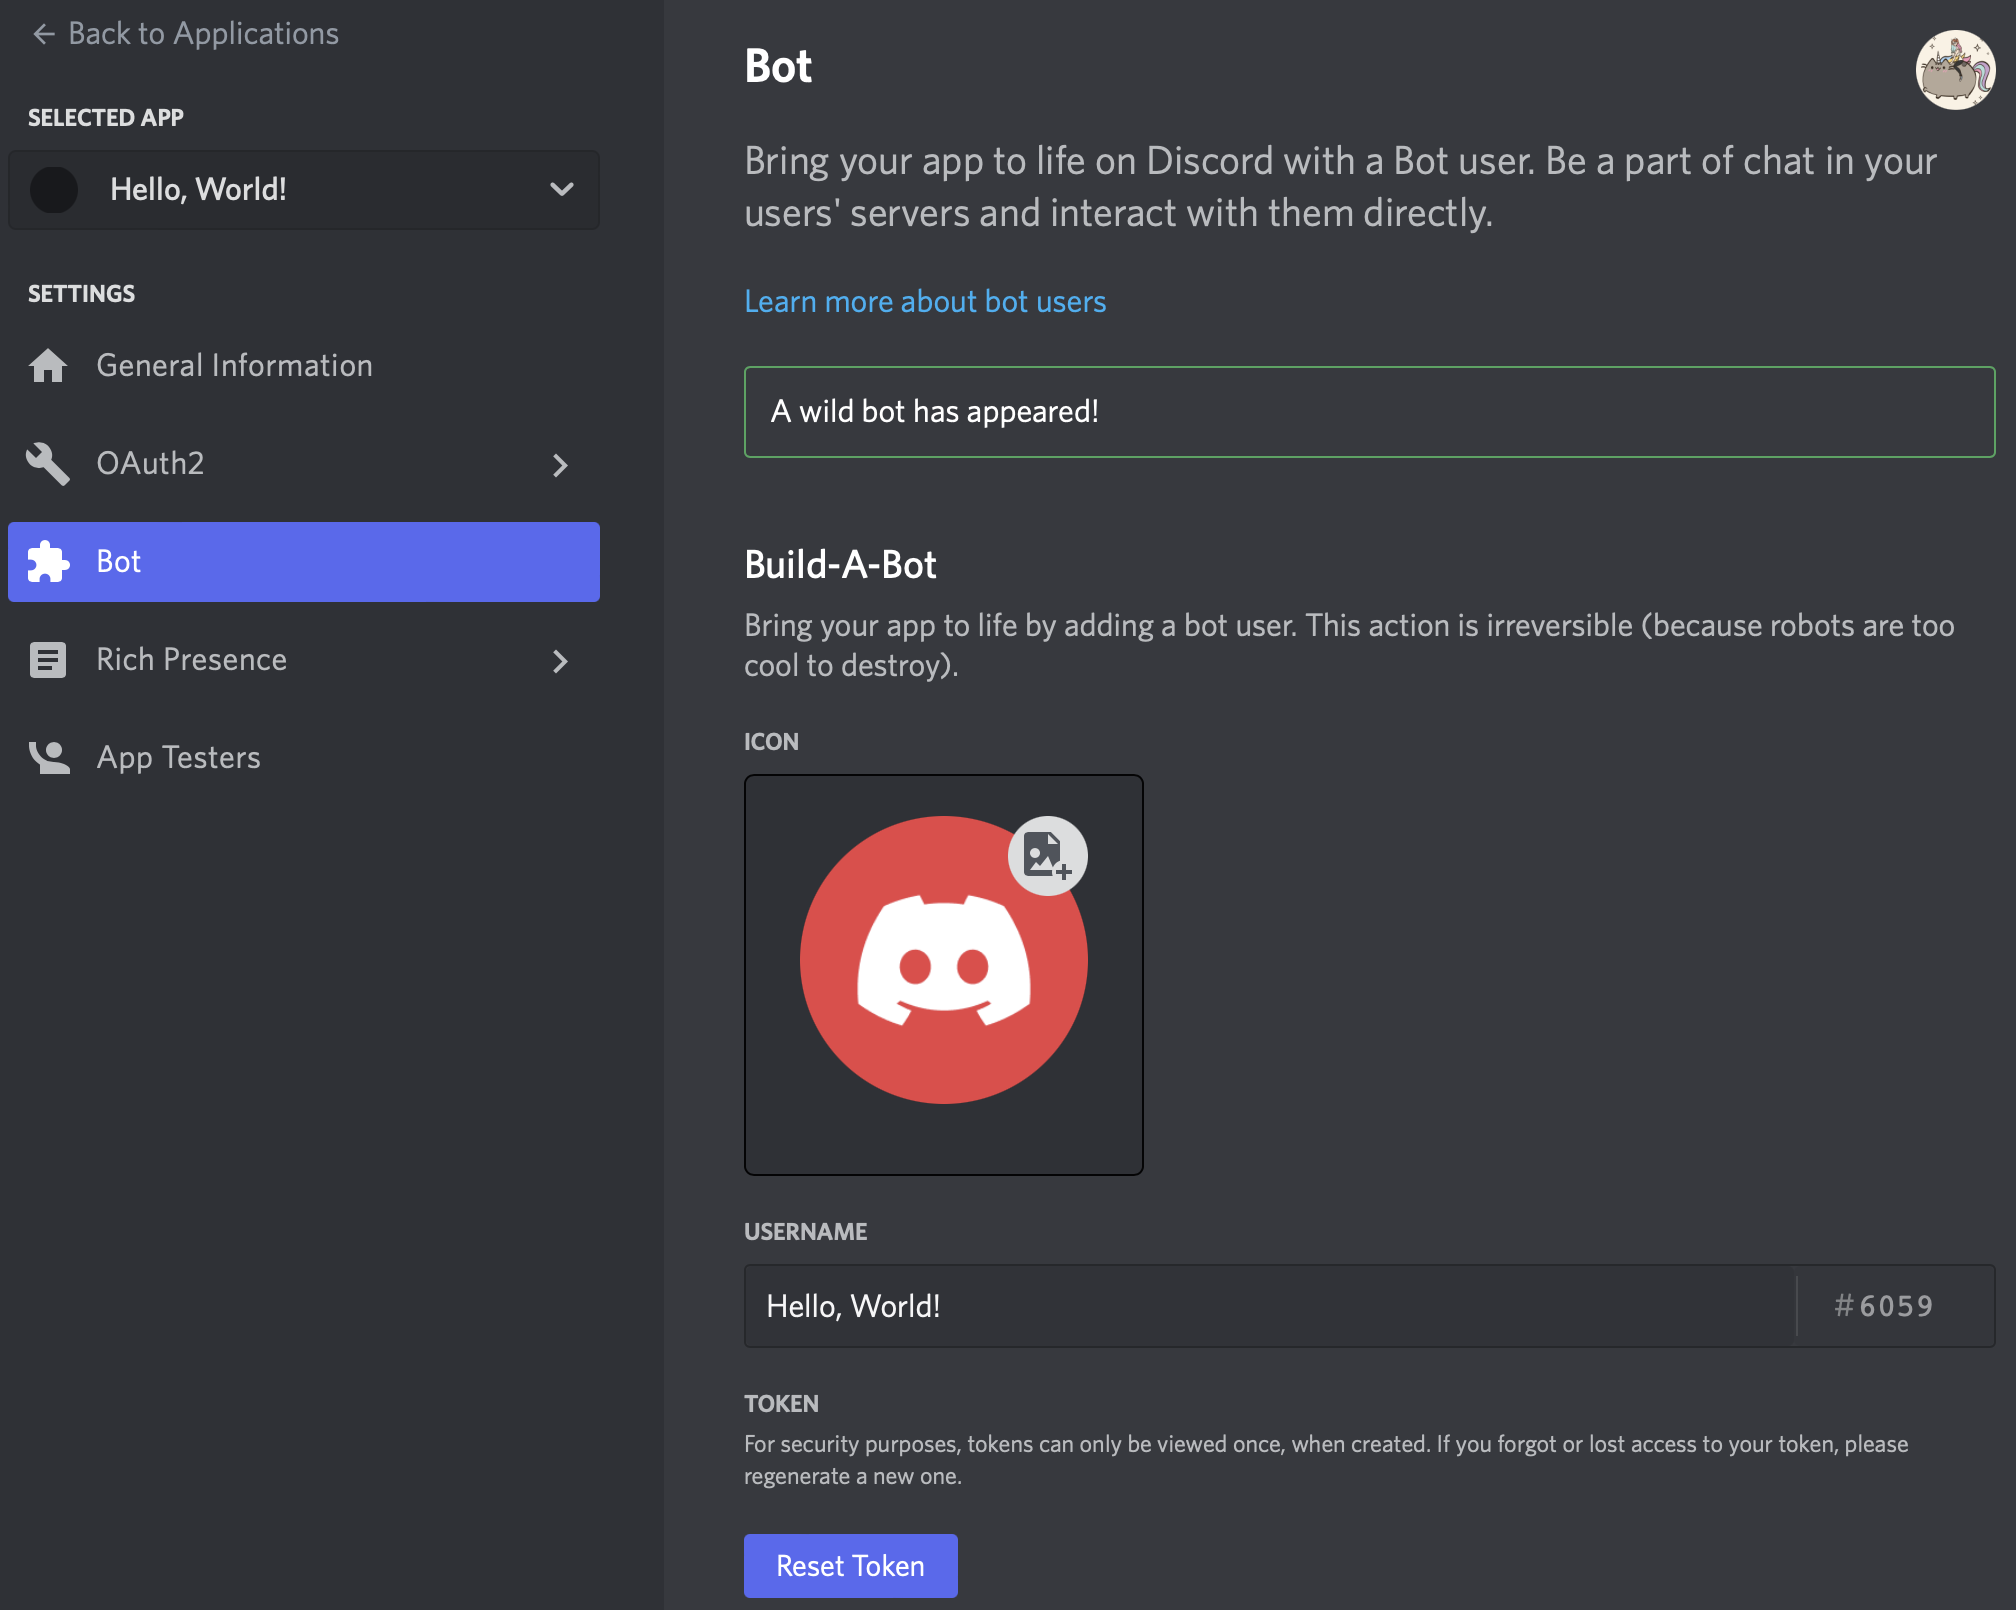 Back to Applications
SELECTED APP
Hello, World!
SETTINGS
General Information
OAuth2
Bot
Rich Presence
App Testers
Bot
Bring your app to life on Discord with a Bot user. Be a part of chat in your
users' servers and interact with them directly.
Learn more about bot users
A wild bot has appeared!
Build-A-Bot
Bring your app to life by adding a bot user. This action is irreversible (because robots are too
cool to destroy).
ICON
USERNAME
Hello, World! #6059
TOKEN
For security purposes, tokens can only be viewed once, when created. If you forgot or lost access to your token, please
regenerate a new one.
Reset Token